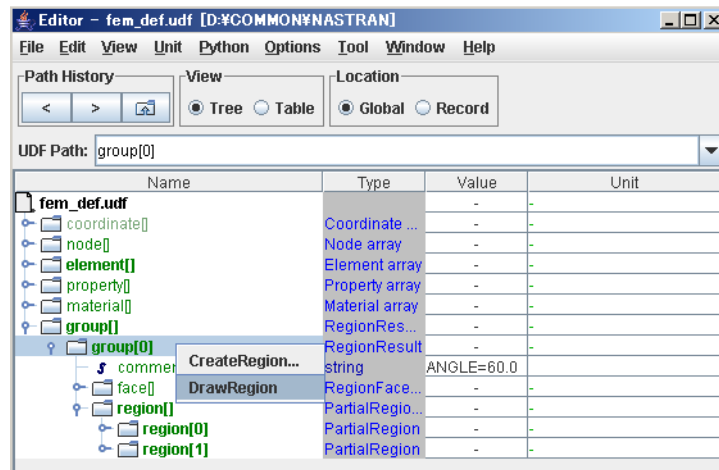 Editor - fem_def.udf [D:¥COMMON¥NASTRAN]
File Edit View Unit Python Options Tool Window Help
Path History View Location
< > Tree Table Global Record
UDF Path: group[0]
Name Type Value Unit
fem_def.udf -
coordinate[] Coordinate ... - -
node[] Node array - -
element[] Element array - -
property[] Property array - -
material[] Material array - -
group[] RegionRes... - -
group[0] RegionResult - -
CreateRegion...
commen string ANGLE=60.0
DrawRegion
face[] RegionFace... - -
region[] PartialRegio... - -
region[0] PartialRegion - -
region[1] PartialRegion - -